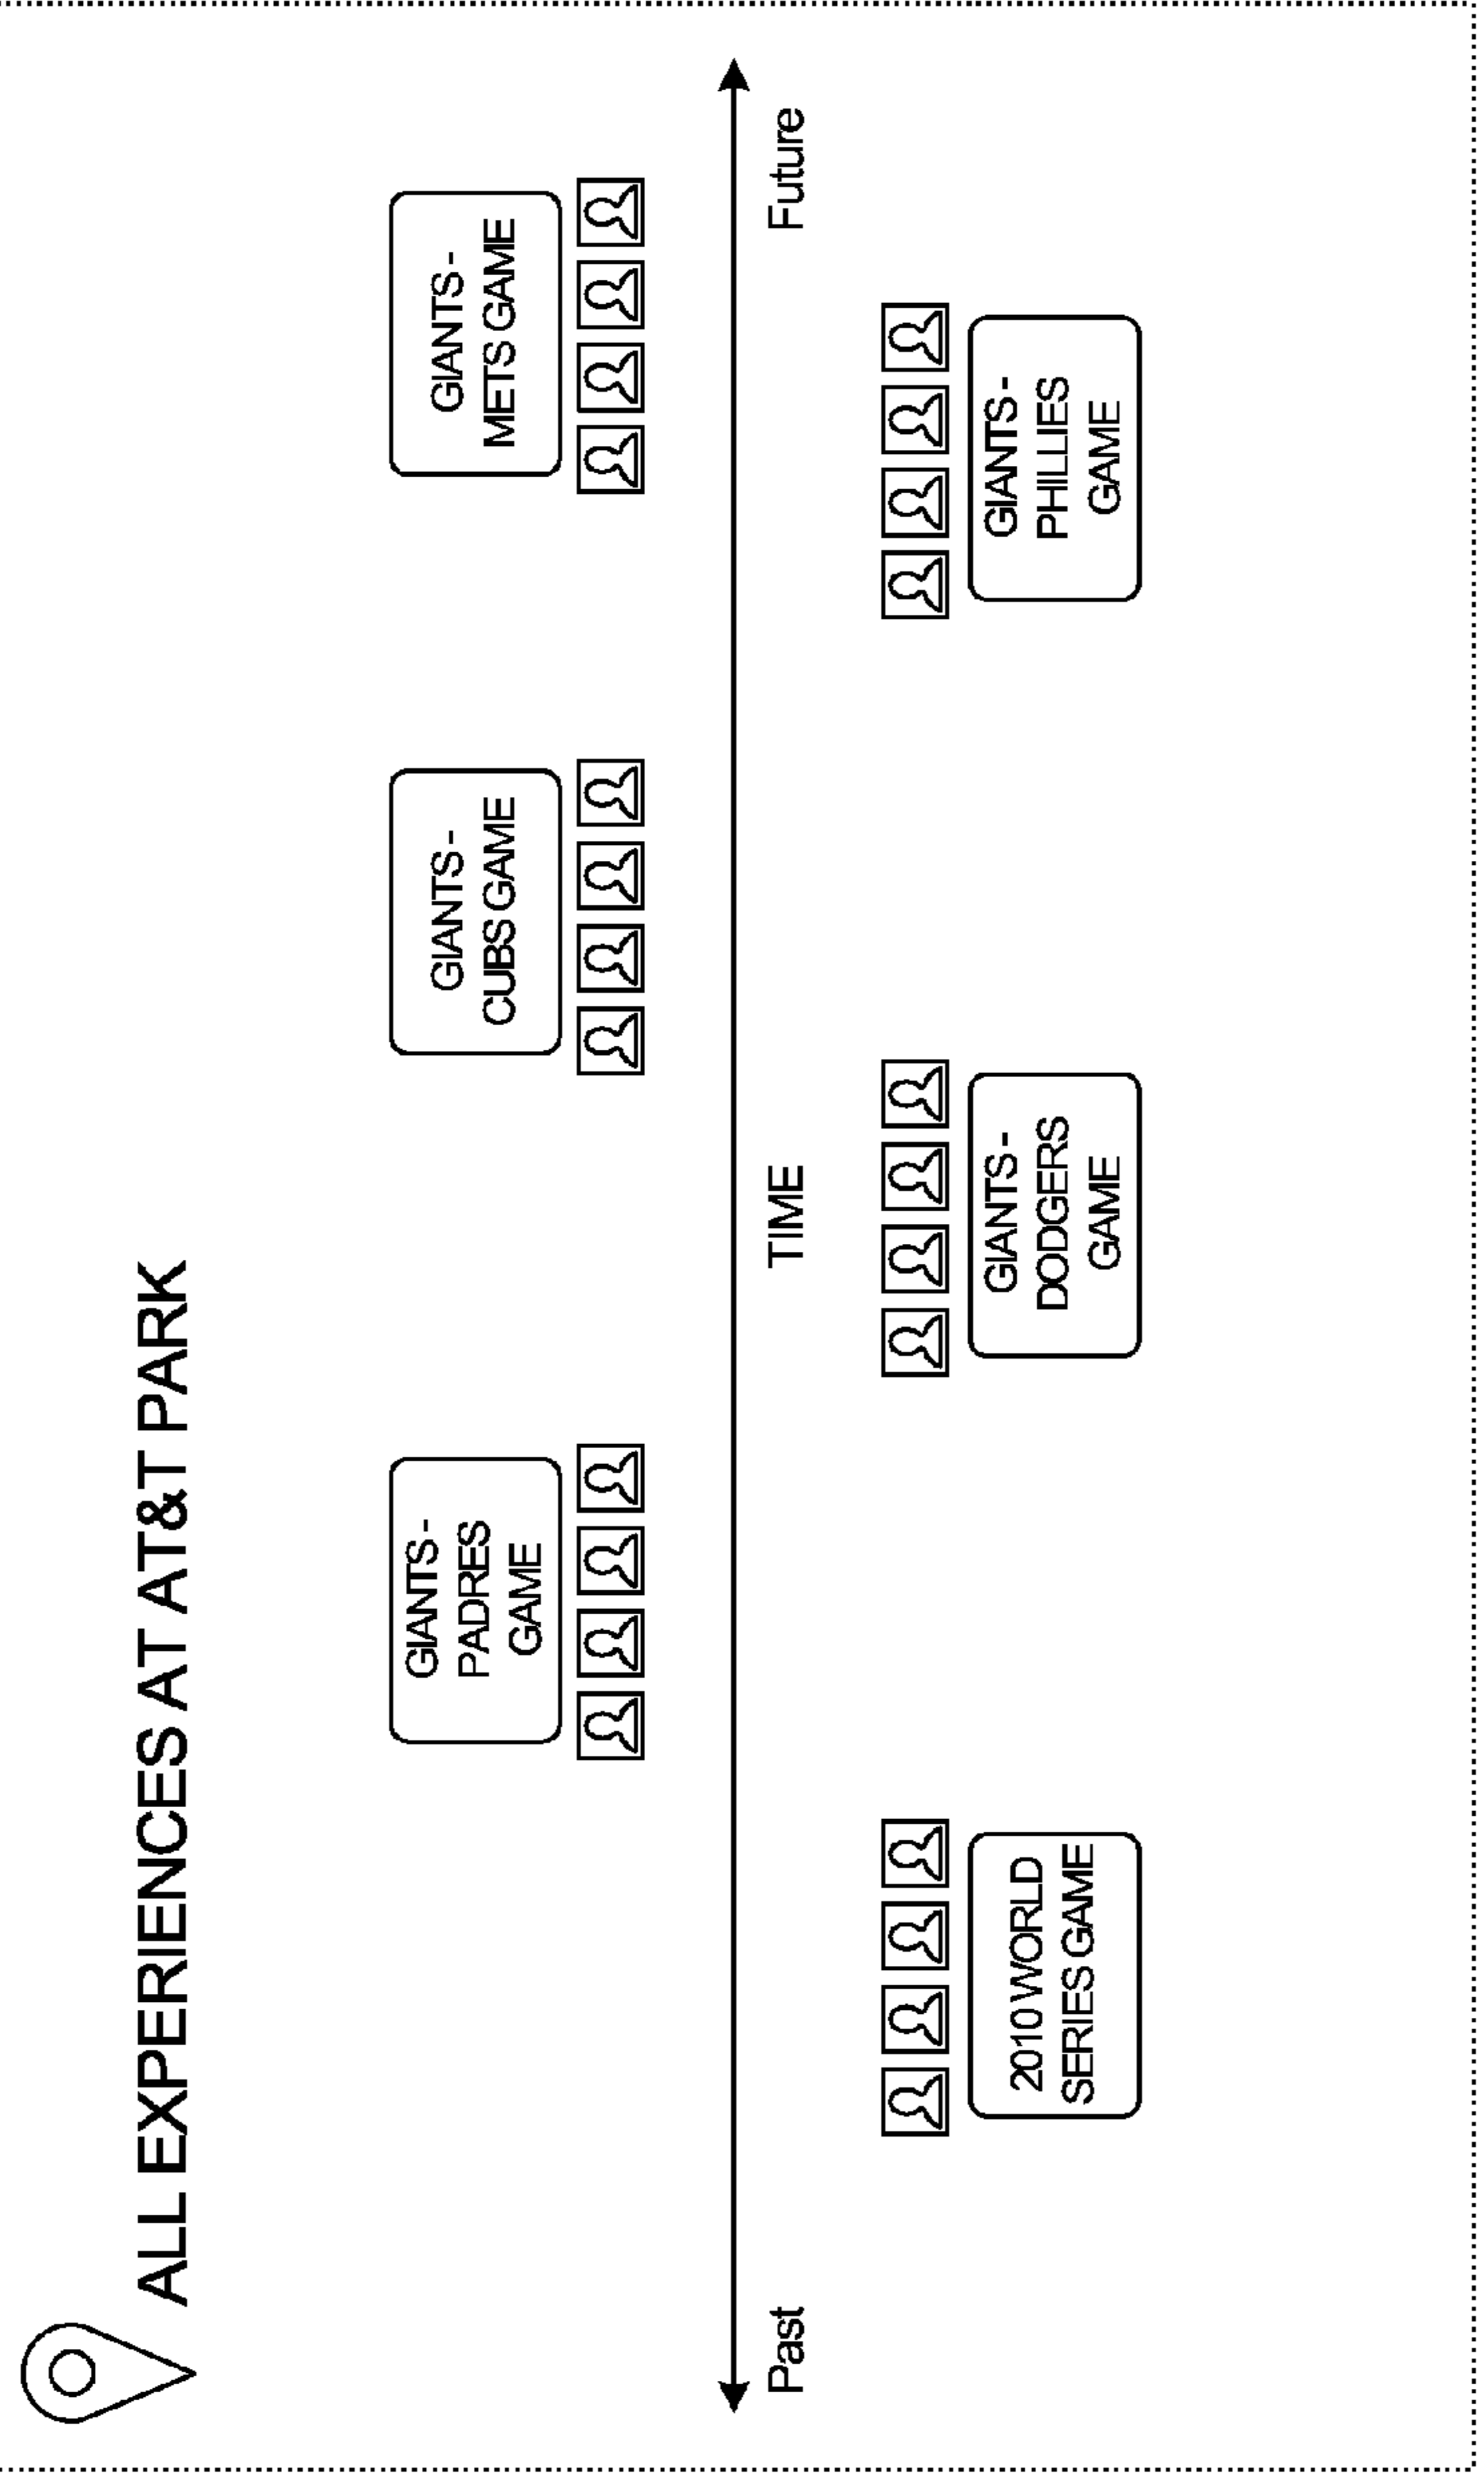 ALL EXPERIENCES AT AT&T PARK
GIANTS -
PADRES
GAME
GIANTS -
CUBS GAME
GIANTS -
METS GAME
Past
TIME
Future
2010 WORLD
SERIES GAME
GIANTS -
DODGERS
GAME
GIANTS -
PHILLIES
GAME